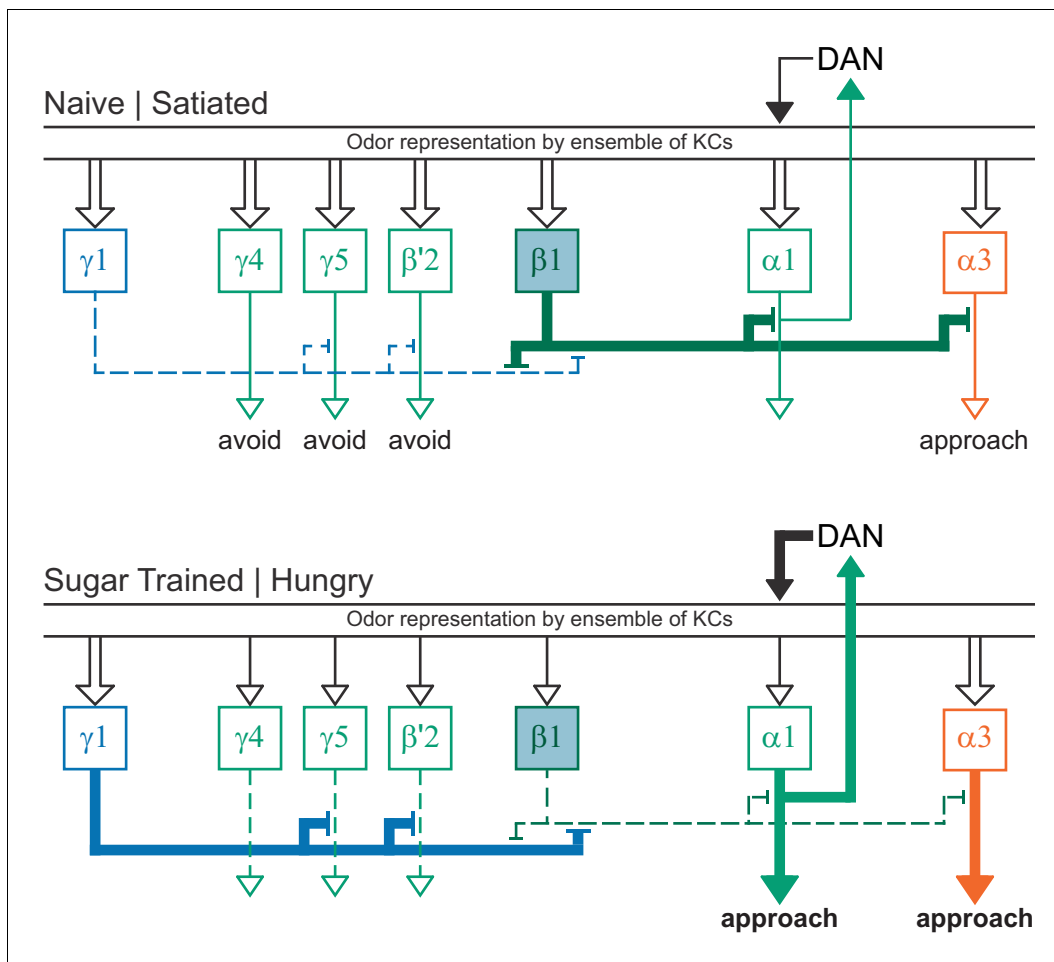 DAN
Naive | Satiated
Odor representation by ensemble of KCs
γ1 γ4 γ5 β'2 β1 α1 α3
avoid avoid avoid approach
DAN
Sugar Trained | Hungry
Odor representation by ensemble of KCs
γ1 γ4 γ5 β'2 β1 α1 α3
approach approach